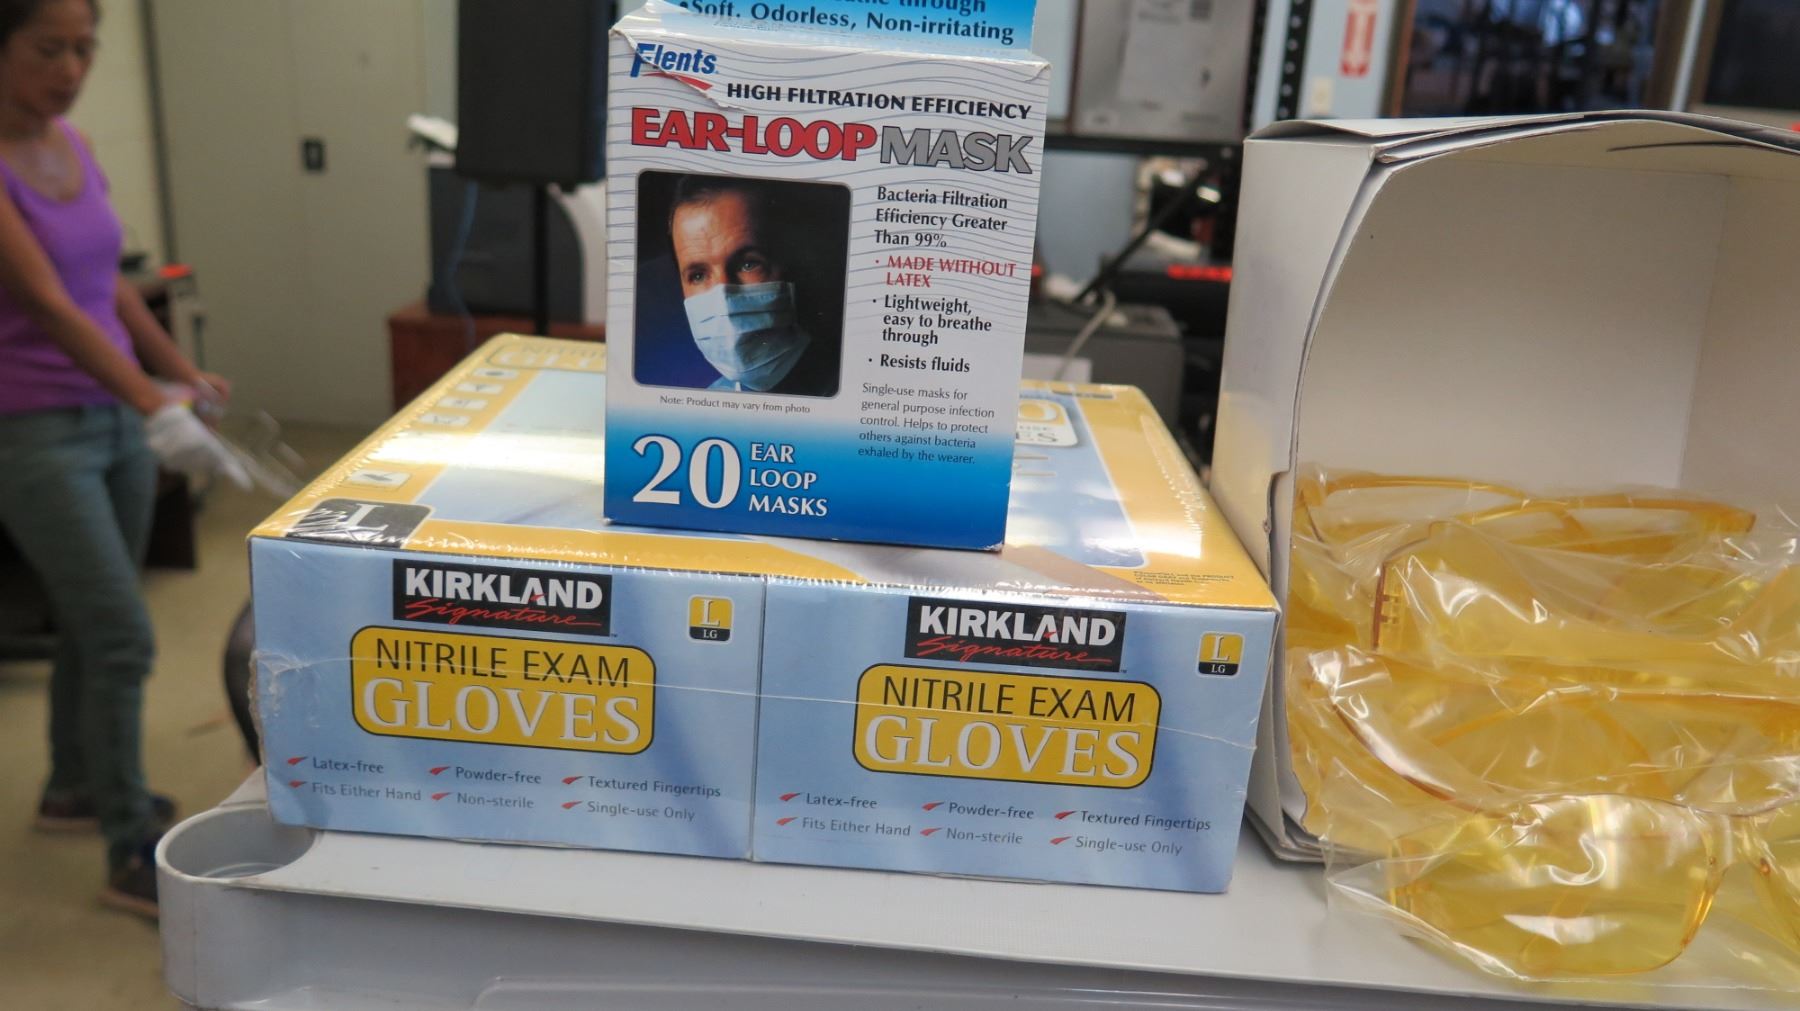 Soft, Odorless, Non-irritating
Flents
HIGH FILTRATION EFFICIENCY
EAR-LOOP MASK
Bacteria Filtration
Efficiency Greater
Than 99%
· MADE WITHOUT
LATEX
· Lightweight,
easy to breathe
through
· Resists fluids
Note: Product may vary from photo
Single-use masks for
general purpose infection
control. Helps to protect
others against bacteria
exhaled by the wearer.
20 EAR
LOOP
MASKS
L
KIRKLAND
Signature
L
LG
NITRILE EXAM
GLOVES
Latex-free Powder-free Textured Fingertips
Fits Either Hand Non-sterile Single-use Only
KIRKLAND
Signature
L
LG
NITRILE EXAM
GLOVES
Latex-free Powder-free Textured Fingertips
Fits Either Hand Non-sterile Single-use Only